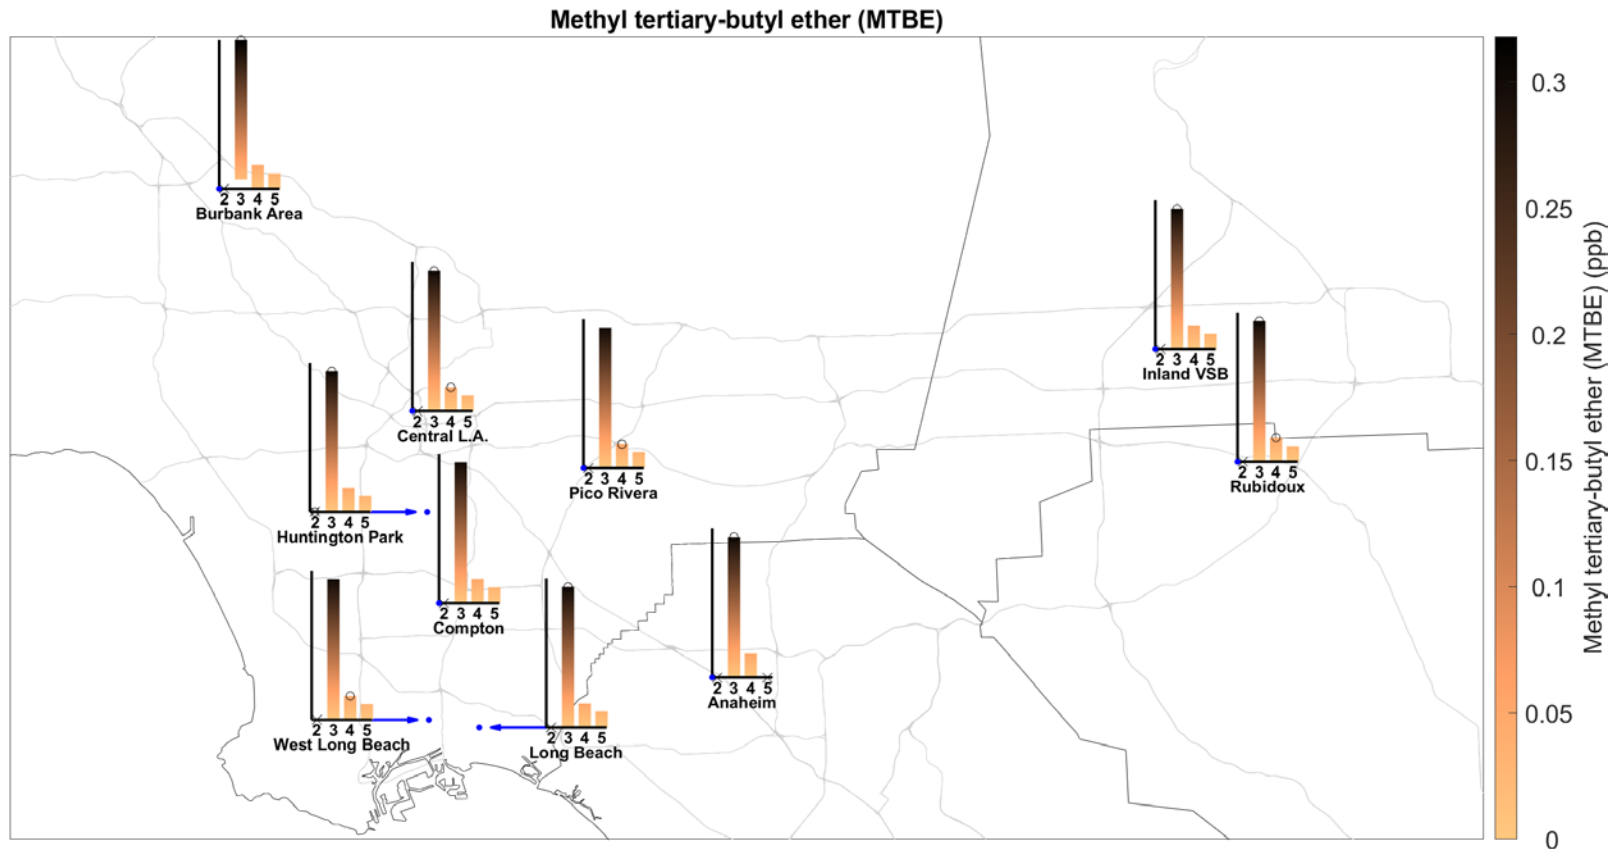 Methyl tertiary-butyl ether (MTBE)
2 3 4 5
Burbank Area
2 3 4 5
Central L.A.
2 3 4 5
Huntington Park
2 3 4 5
Pico Rivera
2 3 4 5
Inland VSB
2 3 4 5
Rubidoux
2 3 4 5
Compton
2 3 4 5
West Long Beach
2 3 4 5
Long Beach
2 3 4 5
Anaheim
0.3
0.25
0.2
0.15
0.1
0.05
0
Methyl tertiary-butyl ether (MTBE) (ppb)